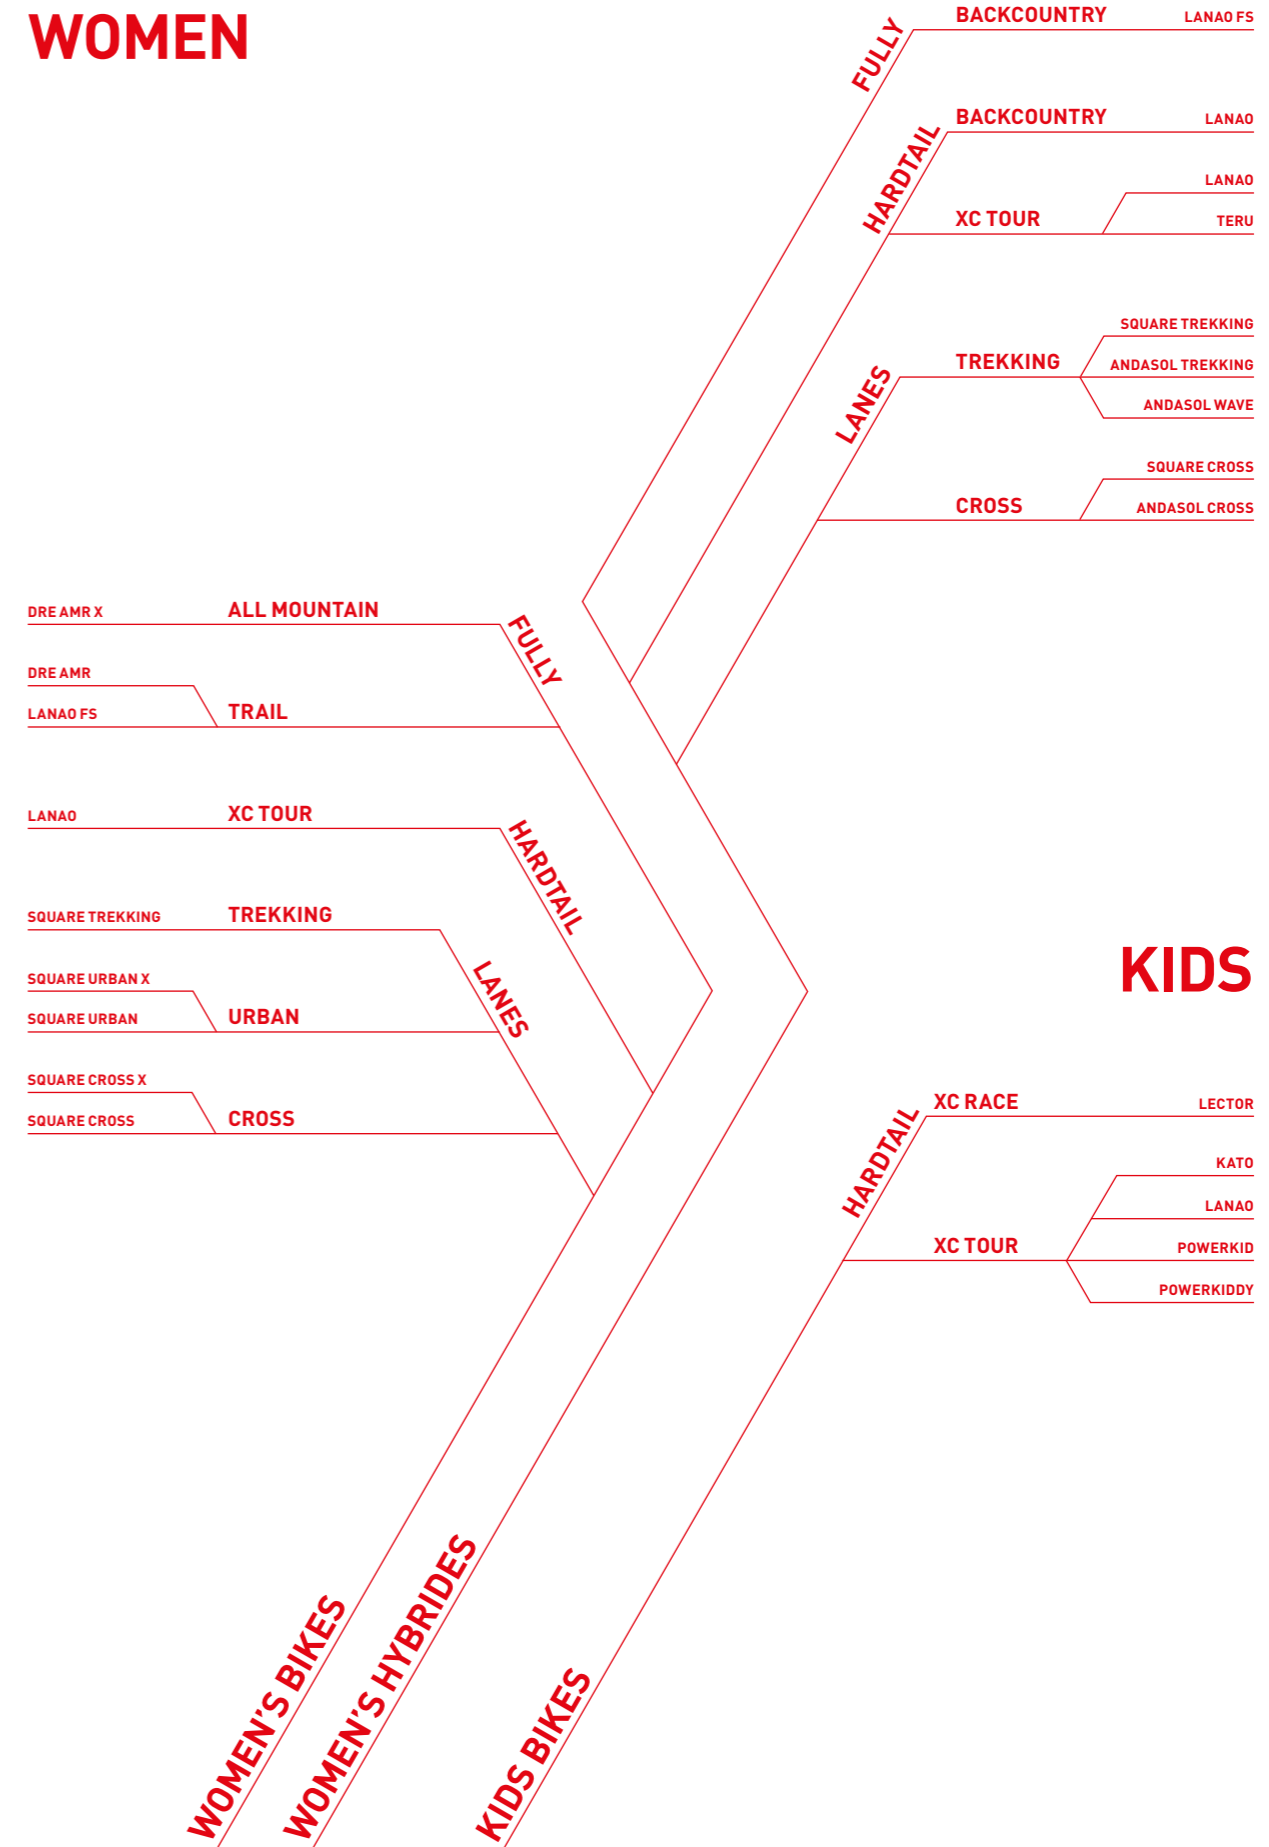 WOMEN
FULLY
BACKCOUNTRY
LANAO FS
HARDTAIL
BACKCOUNTRY
LANAO
XC TOUR
LANAO
TERU
LANES
TREKKING
SQUARE TREKKING
ANDASOL TREKKING
ANDASOL WAVE
CROSS
SQUARE CROSS
ANDASOL CROSS
DRE AMR X
ALL MOUNTAIN
FULLY
DRE AMR
LANAO FS
TRAIL
LANAO
XC TOUR
HARDTAIL
SQUARE TREKKING
TREKKING
LANES
SQUARE URBAN X
SQUARE URBAN
URBAN
SQUARE CROSS X
SQUARE CROSS
CROSS
KIDS
HARDTAIL
XC RACE
LECTOR
XC TOUR
KATO
LANAO
POWERKID
POWERKIDDY
WOMEN'S BIKES
WOMEN'S HYBRIDES
KIDS BIKES